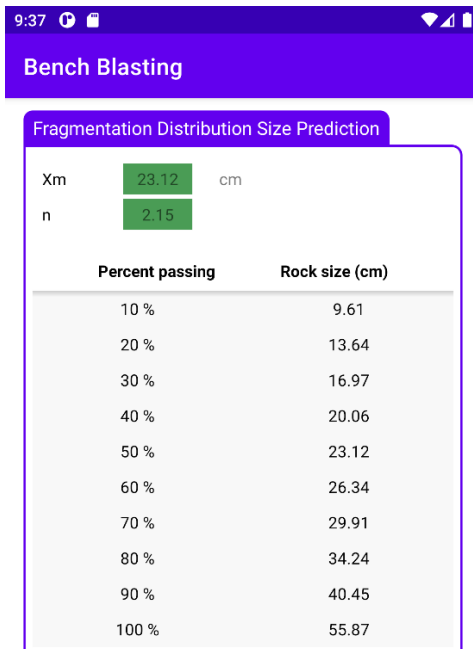 9:37
Bench Blasting
Fragmentation Distribution Size Prediction
Xm 23.12 cm
n 2.15
Percent passing Rock size (cm)
10 % 9.61
20 % 13.64
30 % 16.97
40 % 20.06
50 % 23.12
60 % 26.34
70 % 29.91
80 % 34.24
90 % 40.45
100 % 55.87